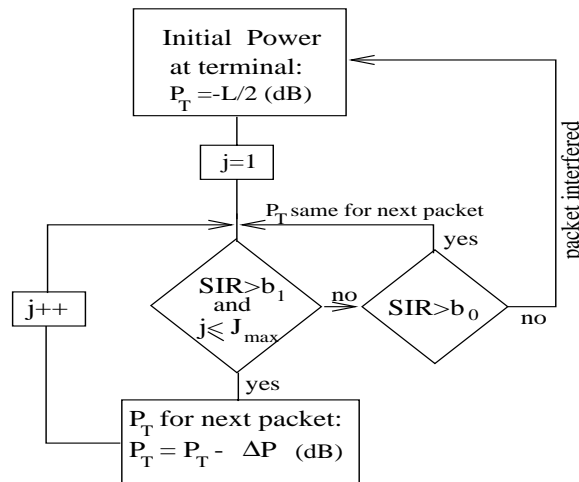 Initial Power
at terminal:
P_T =-L/2 (dB)
j=1
P_T same for next packet
yes
packet interfered
SIR>b_1
and
j⩽ J_max
no
SIR>b_0
no
j++
yes
P_T for next packet:
P_T = P_T - ΔP (dB)